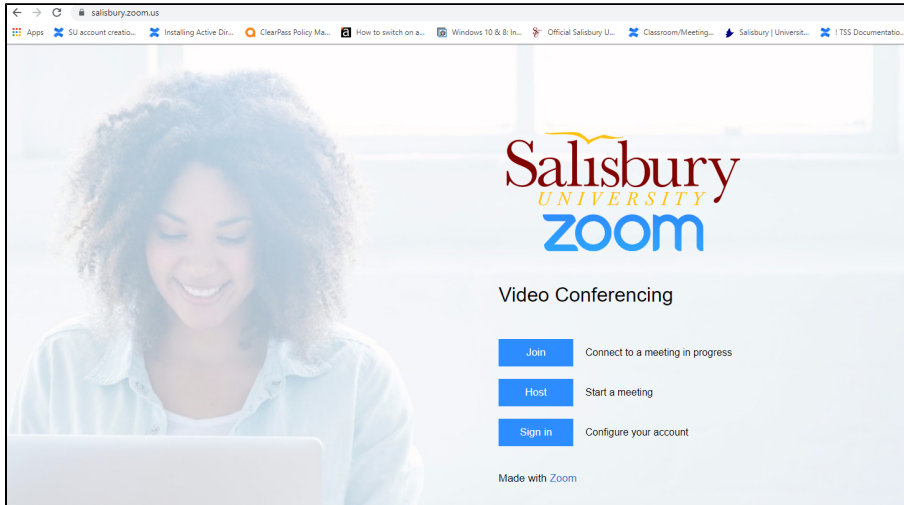 salisbury.zoom.us
Apps SU account creatio... Installing Active Dir... ClearPass Policy Ma... How to switch on a... Windows 10 & 8: In... Official Salisbury U... Classroom/Meeting... Salisbury | Universit... ! TSS Documentatio...
Salisbury
UNIVERSITY
zoom
Video Conferencing
Join Connect to a meeting in progress
Host Start a meeting
Sign in Configure your account
Made with Zoom